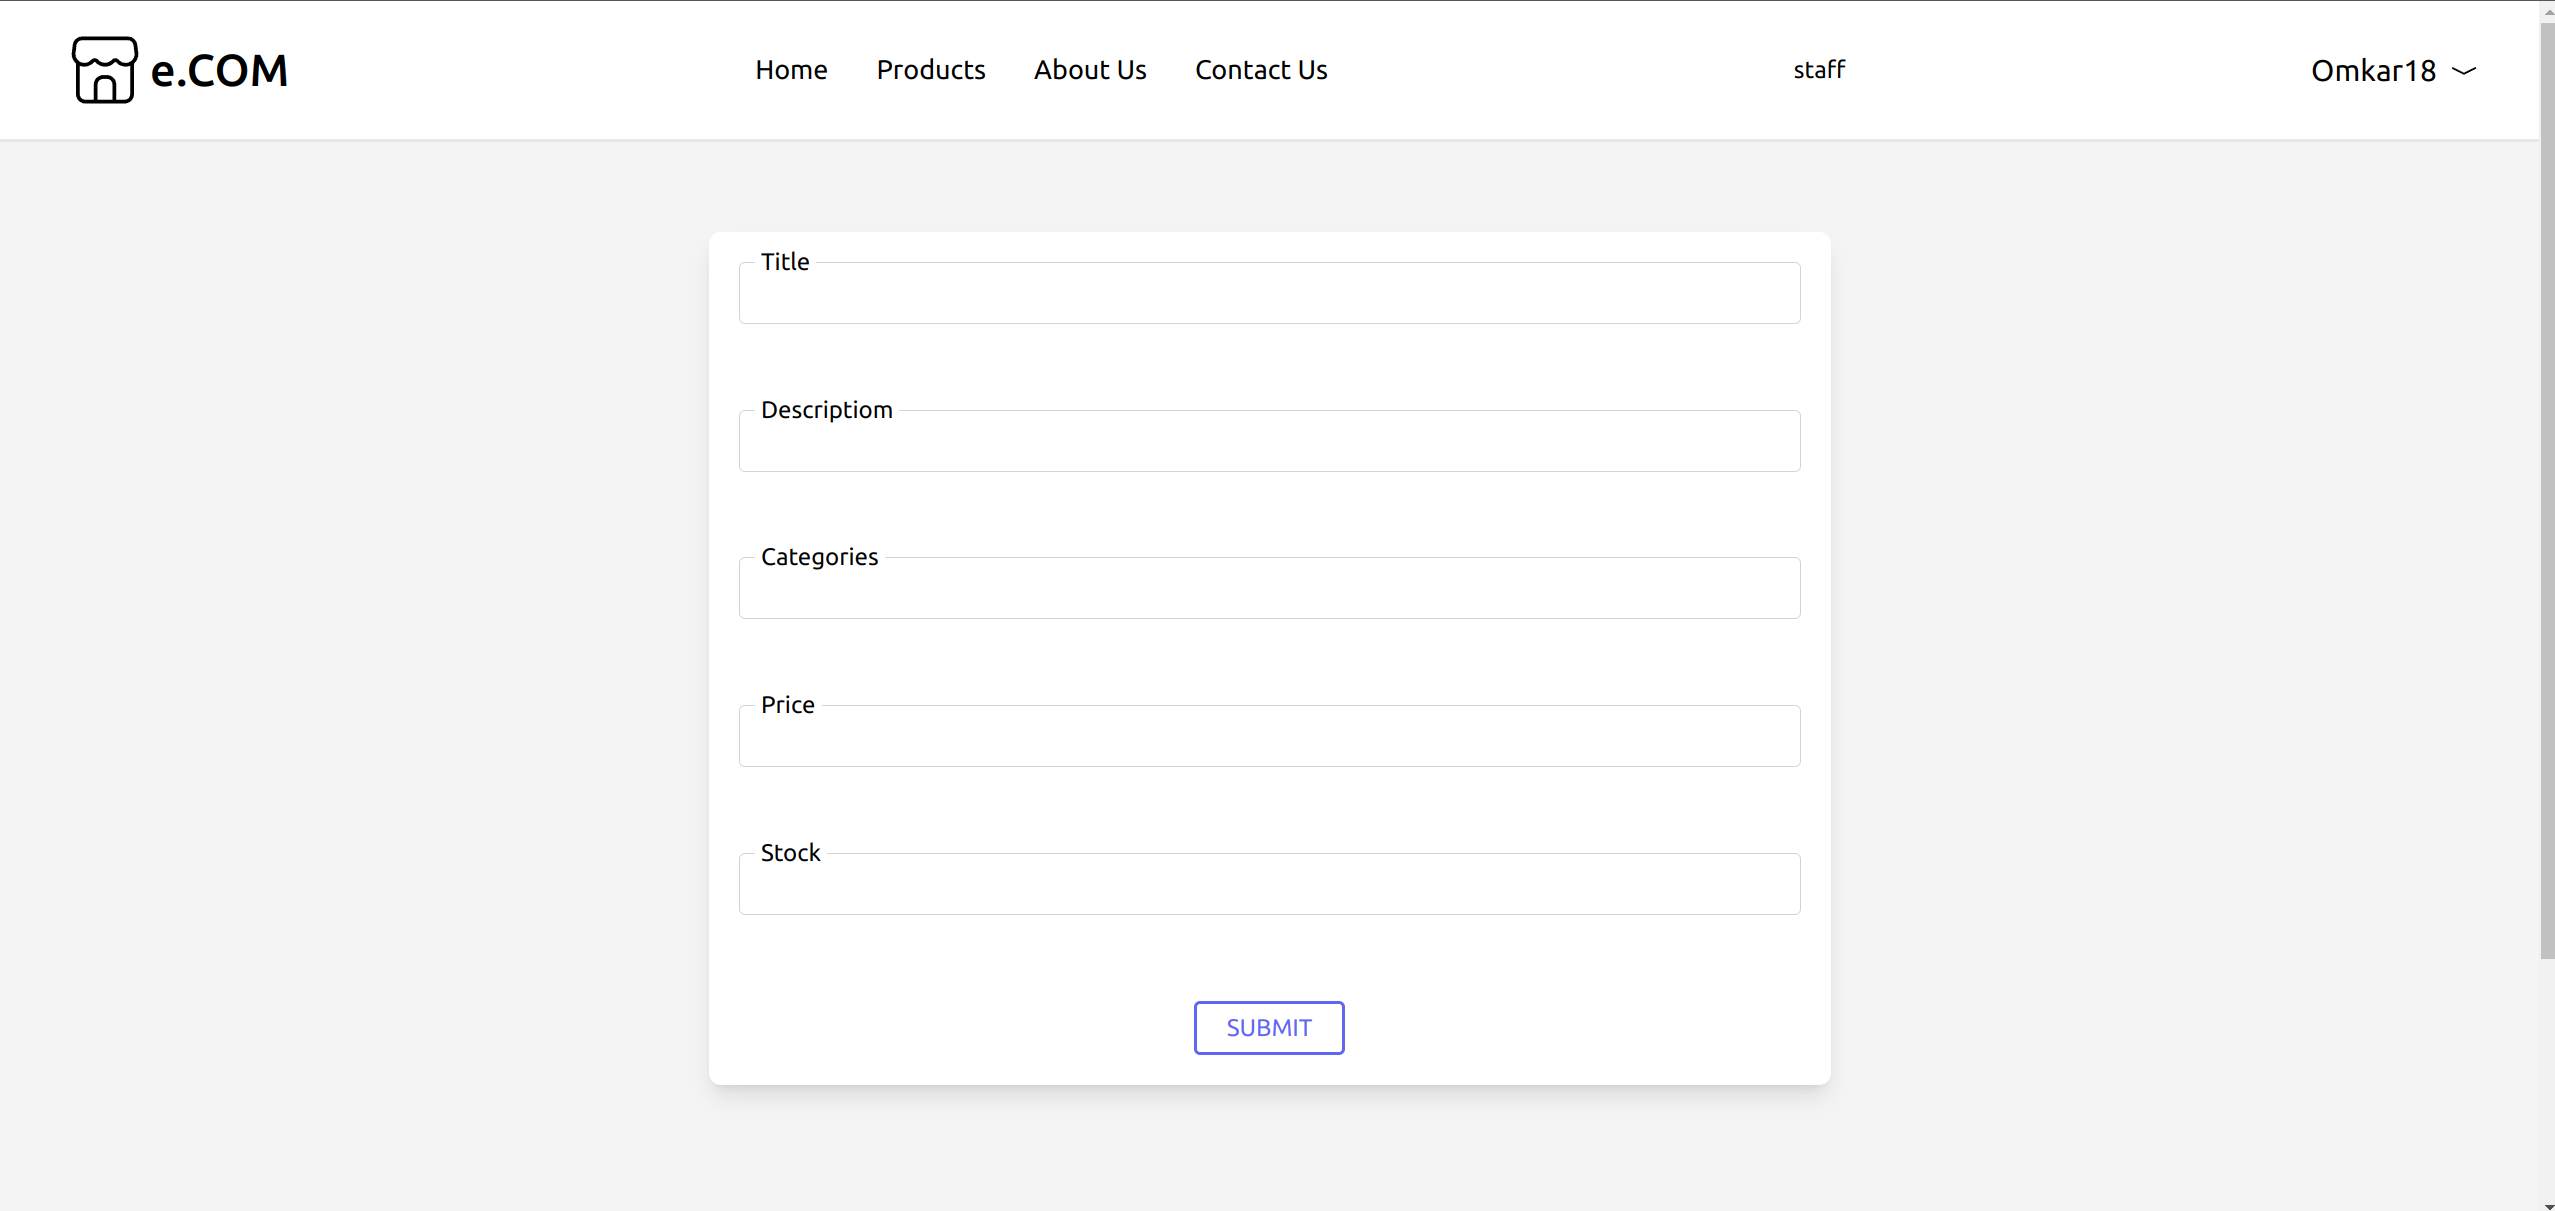 e.COM Home Products About Us Contact Us staff Omkar18
Title
Descriptiom
Categories
Price
Stock
SUBMIT